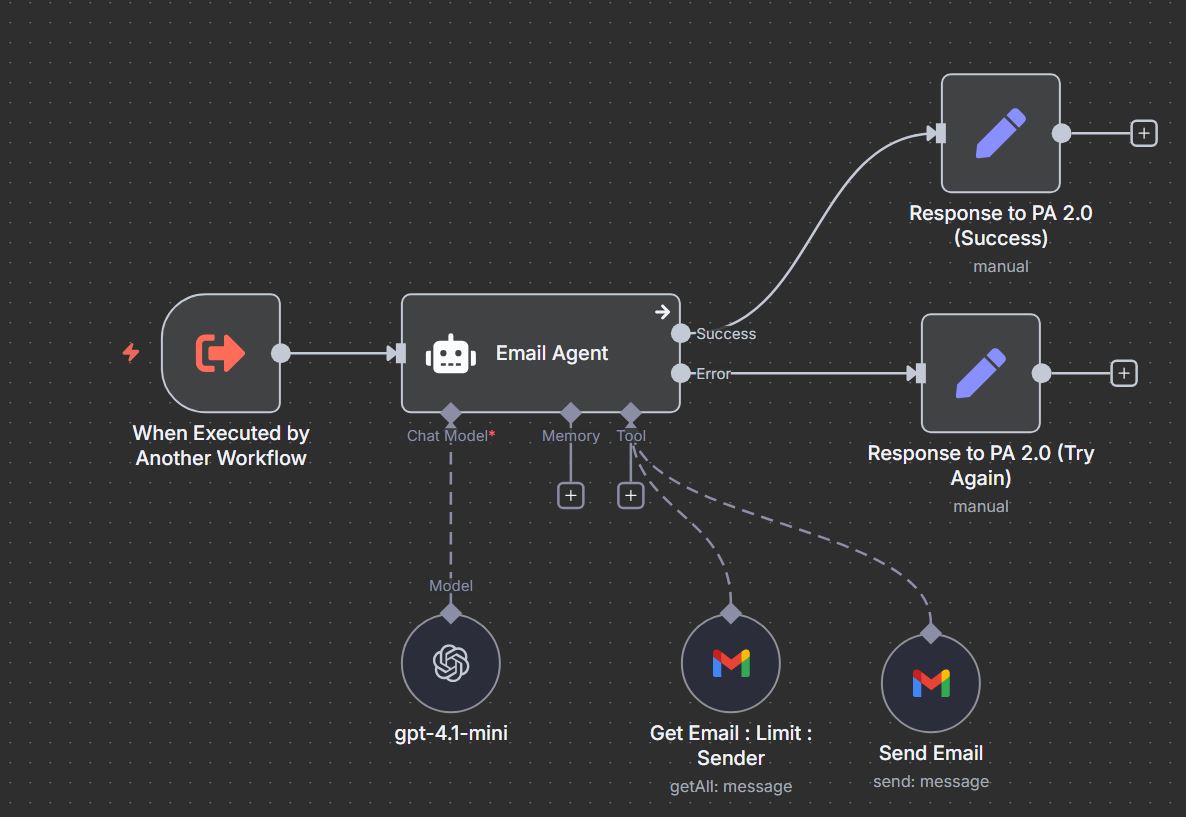 Response to PA 2.0
(Success)
manual
Success
Email Agent
Error
When Executed by
Another Workflow
Chat Model*
Memory
Tool
Response to PA 2.0 (Try
Again)
manual
Model
gpt-4.1-mini
Get Email : Limit :
Sender
getAll: message
Send Email
send: message